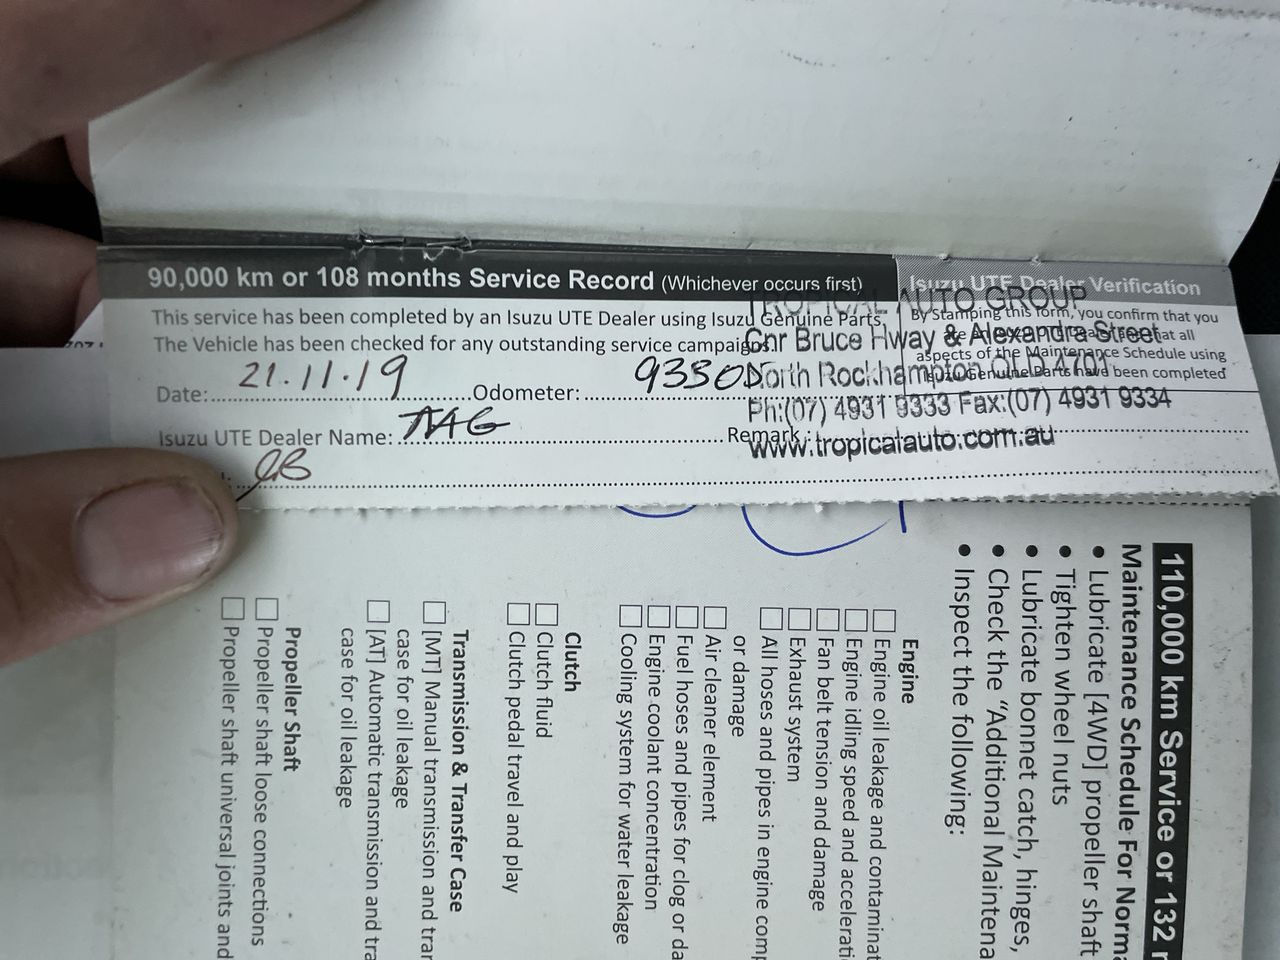 90,000 km or 108 months Service Record (Whichever occurs first)
Isuzu UTE Dealer Verification
This service has been completed by an Isuzu UTE Dealer using Isuzu Genuine Parts.
The Vehicle has been checked for any outstanding service campaigns.
Date: 21.11.19 Odometer: 9330
Isuzu UTE Dealer Name: TAG Remark :
By Stamping this form, you confirm that you
at all
aspects of the Maintenance Schedule using
Isuzu Genuine Parts have been completed
TROPICAL AUTO GROUP
Cnr Bruce Hway & Alexandra Street
North Rockhampton QLD 4701
Ph:(07) 4931 9333 Fax:(07) 4931 9334
www.tropicalauto.com.au
110,000 km Service or 132
Maintenance Schedule For
• Lubricate [4WD] propeller shaft
• Tighten wheel nuts
• Lubricate bonnet catch, hinges,
• Check the “Additional
• Inspect the following:
Engine
Engine oil leakage and
Engine idling speed and
Fan belt tension and damage
Exhaust system
All hoses and pipes in engine
or damage
Air cleaner element
Fuel hoses and pipes for clog or
Engine coolant concentration
Cooling system for water leakage
Clutch
Clutch fluid
Clutch pedal travel and play
Transmission & Transfer Case
[MT] Manual transmission and
case for oil leakage
[AT] Automatic transmission and
case for oil leakage
Propeller Shaft
Propeller shaft loose connections
Propeller shaft universal joints and